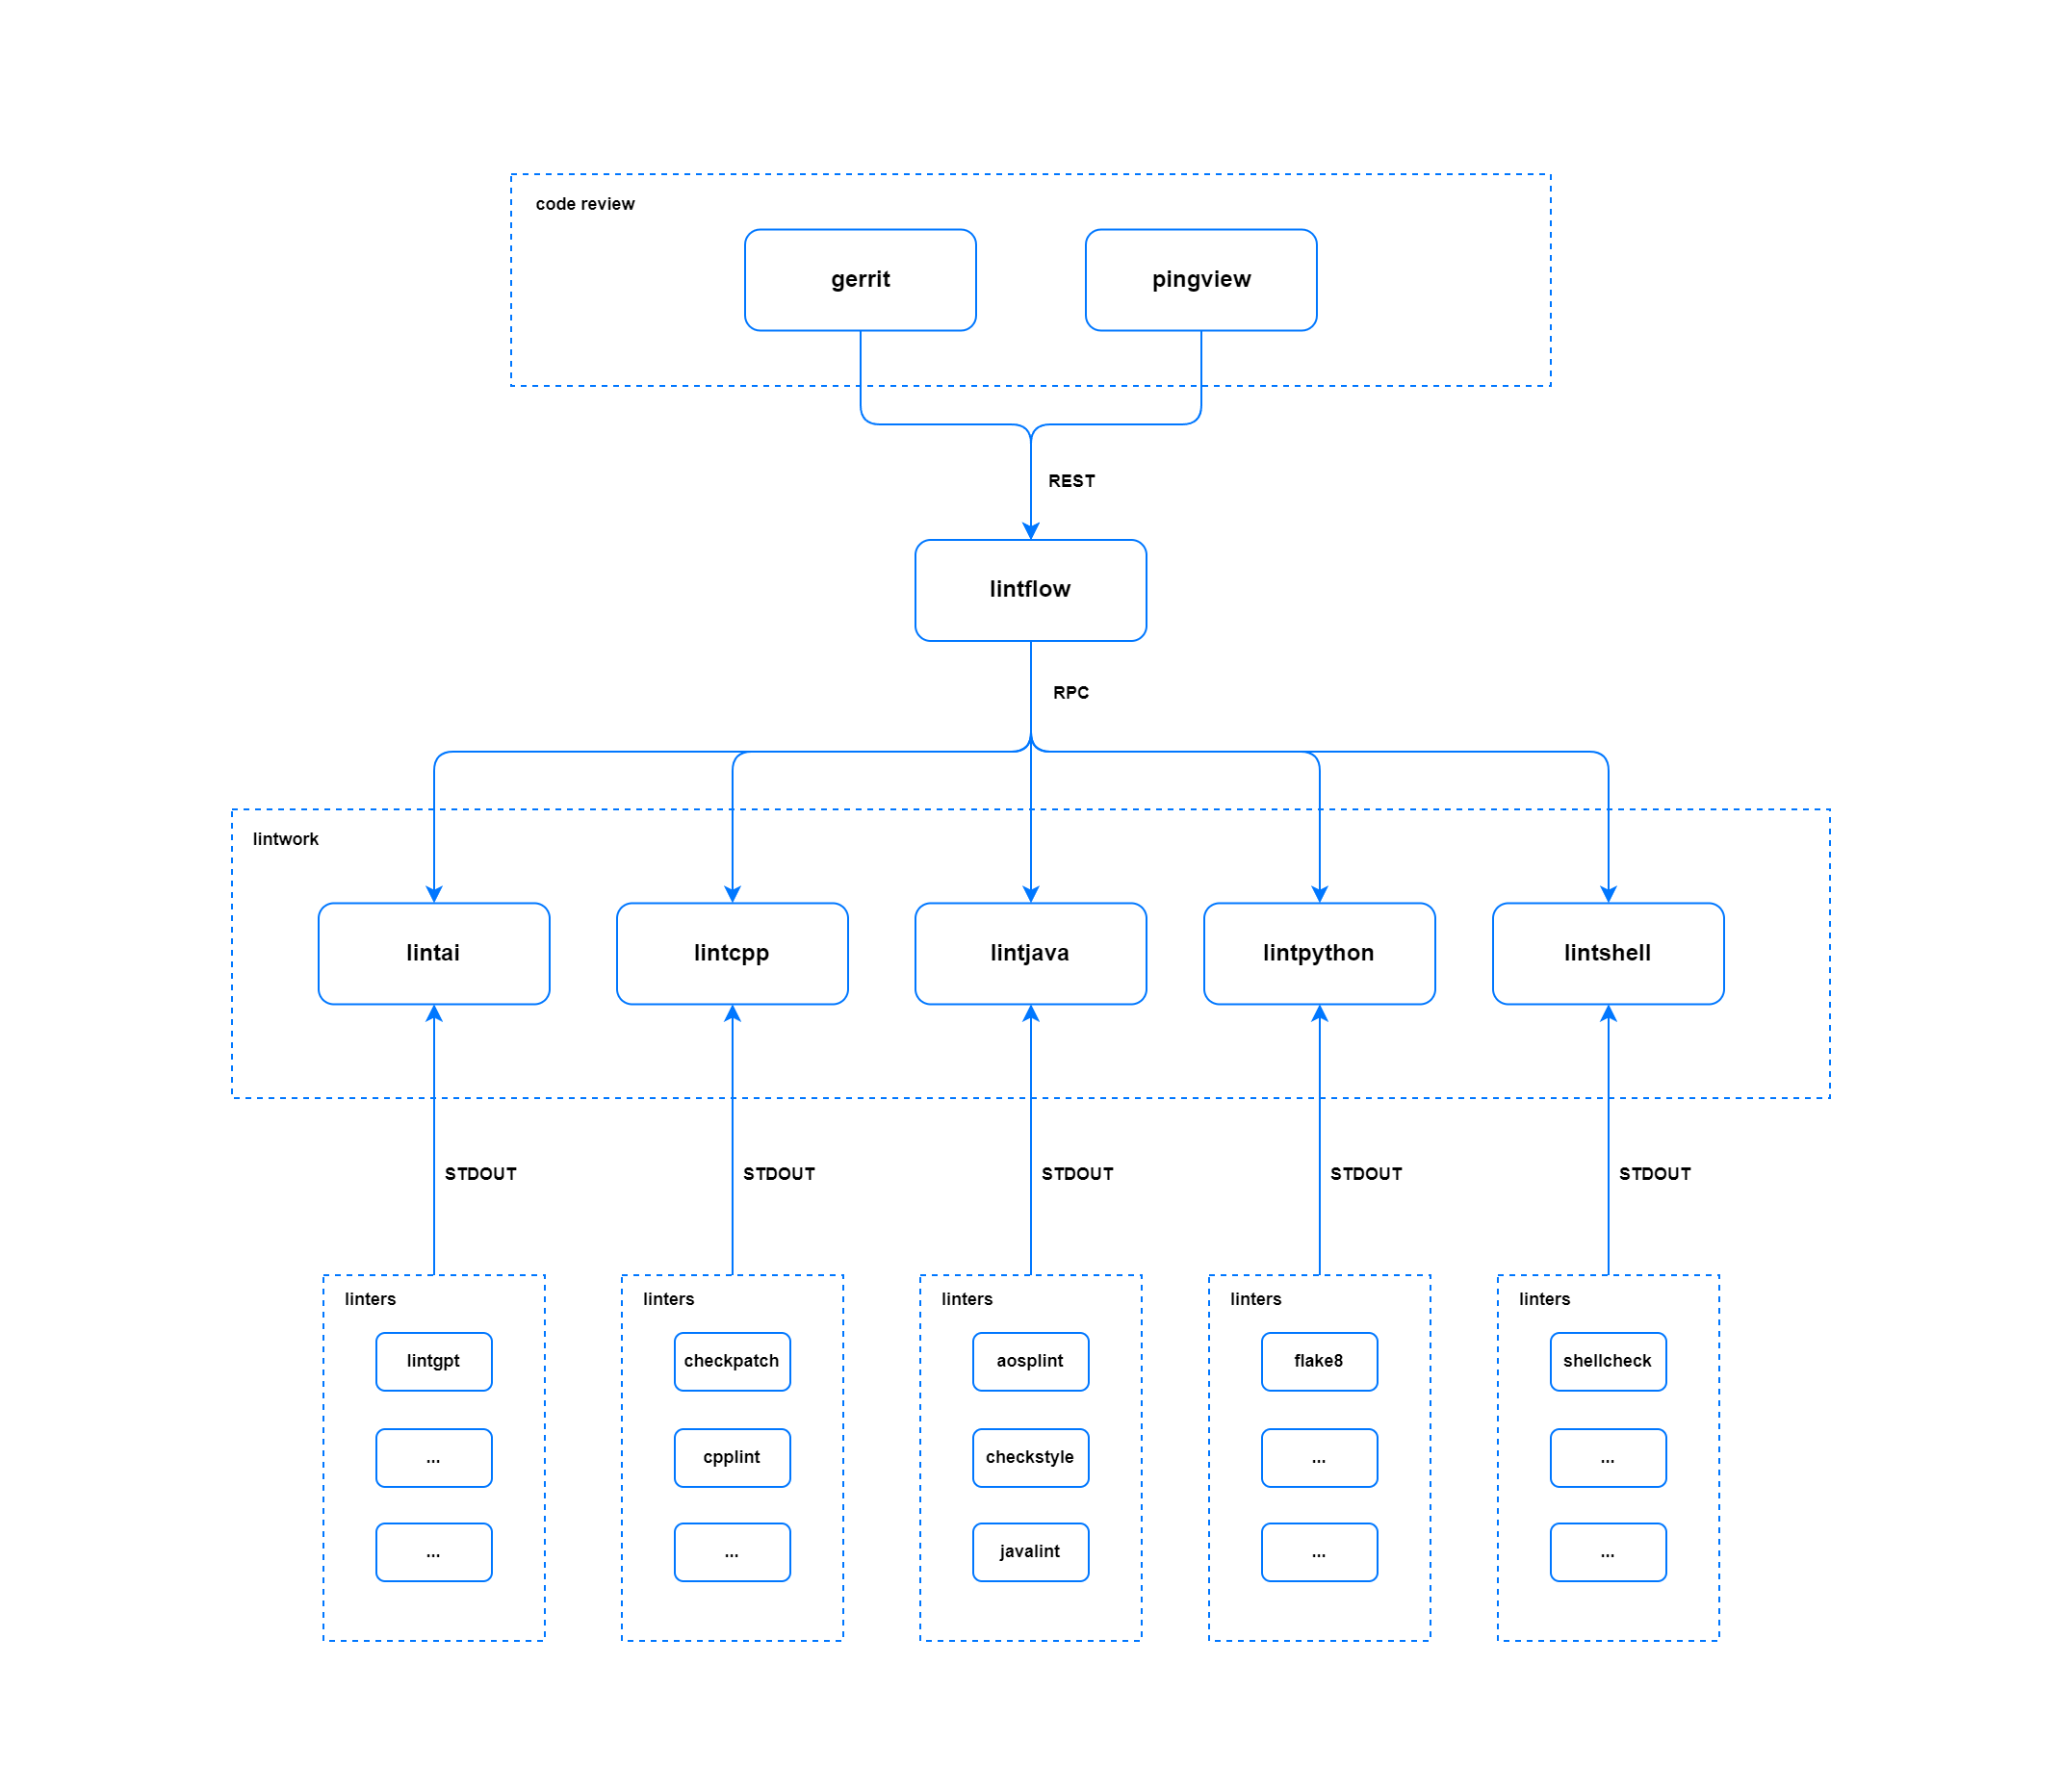 code review
gerrit
pingview
REST
lintflow
RPC
lintwork
lintai
lintcpp
lintjava
lintpython
lintshell
STDOUT
STDOUT
STDOUT
STDOUT
STDOUT
linters
lintgpt
...
...
linters
checkpatch
cpplint
...
linters
aosplint
checkstyle
javalint
linters
flake8
...
...
linters
shellcheck
...
...